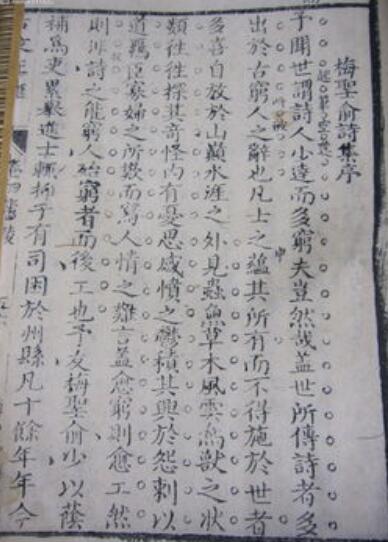 梅聖俞詩集序
予聞世謂詩人少達而多窮夫豈然哉蓋世所傳詩者多
出於古窮人之辭也凡士之蘊其所有而不得施於世者
多喜自放於山巔水涯之外見蟲魚草木風雲鳥獸之狀
類往往探其奇怪內有憂思感憤之鬱積其興於怨刺以
道羈臣寡婦之所歎而寫人情之難言蓋愈窮則愈工然
則非詩之能窮人殆窮者而後工也予友梅聖俞少以蔭
補爲吏累舉進士輒抑于有司困於州縣凡十餘年年今
卷四